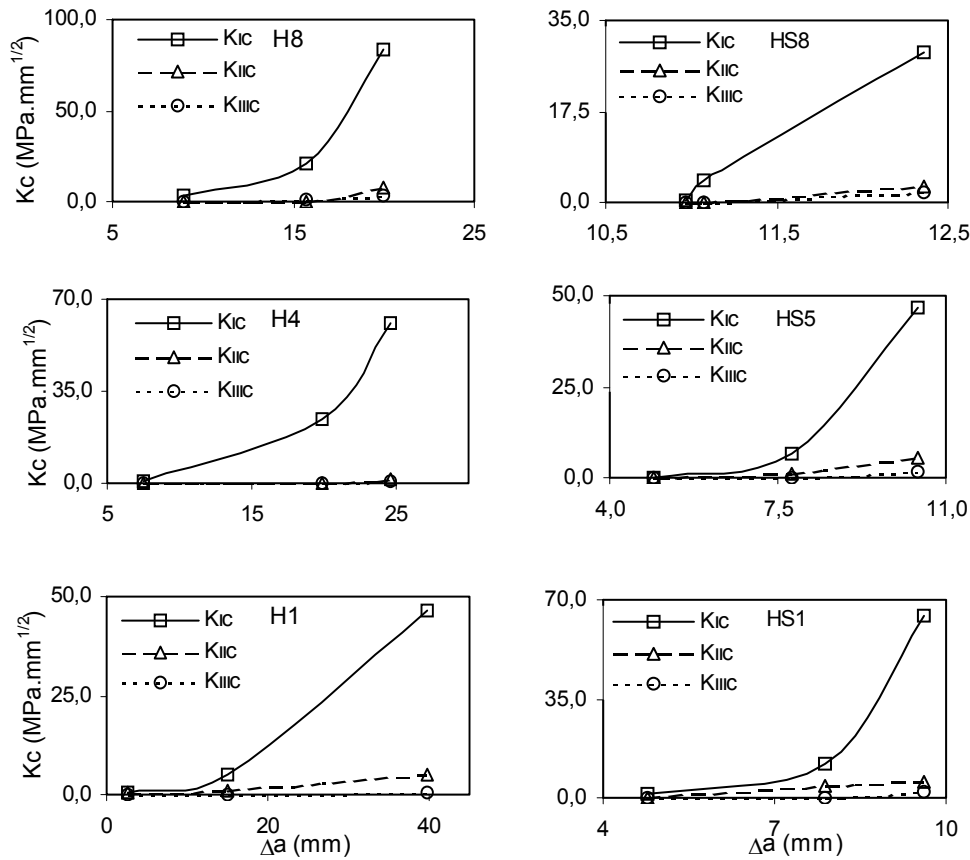 Kc (MPa.mm1/2)
100,0
50,0
0,0
KIC
KIIC
KIIIC
H8
5
15
25
35,0
17,5
0,0
KIC
KIIC
KIIIC
HS8
10,5
11,5
12,5
Kc (MPa.mm1/2)
70,0
35,0
0,0
KIC
KIIC
KIIIC
H4
5
15
25
50,0
25,0
0,0
KIC
KIIC
KIIIC
HS5
4,0
7,5
11,0
Kc (MPa.mm1/2)
50,0
25,0
0,0
KIC
KIIC
KIIIC
H1
0
20
40
Δa (mm)
70,0
35,0
0,0
KIC
KIIC
KIIIC
HS1
4
7
10
Δa (mm)